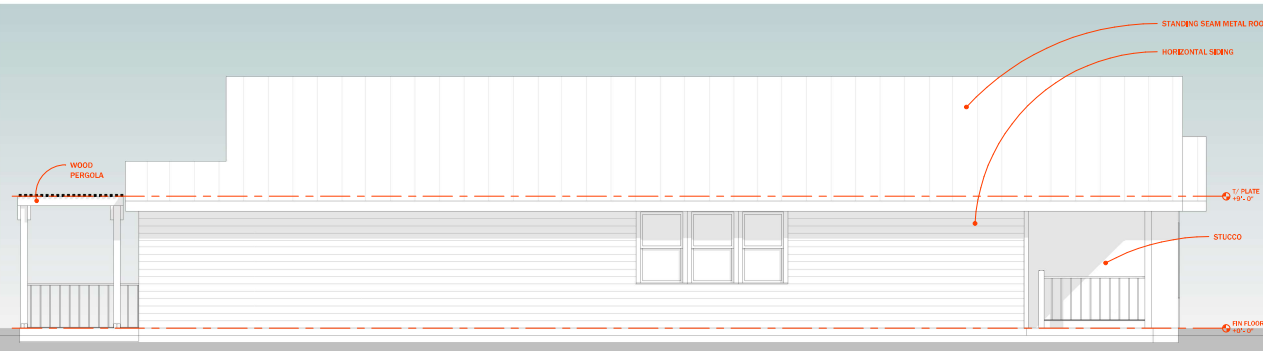 STANDING SEAM METAL ROO
HORIZONTAL SIDING
WOOD
PERGOLA
T/ PLATE
+9'- 0"
STUCCO
FIN FLOOR
+0'- 0"